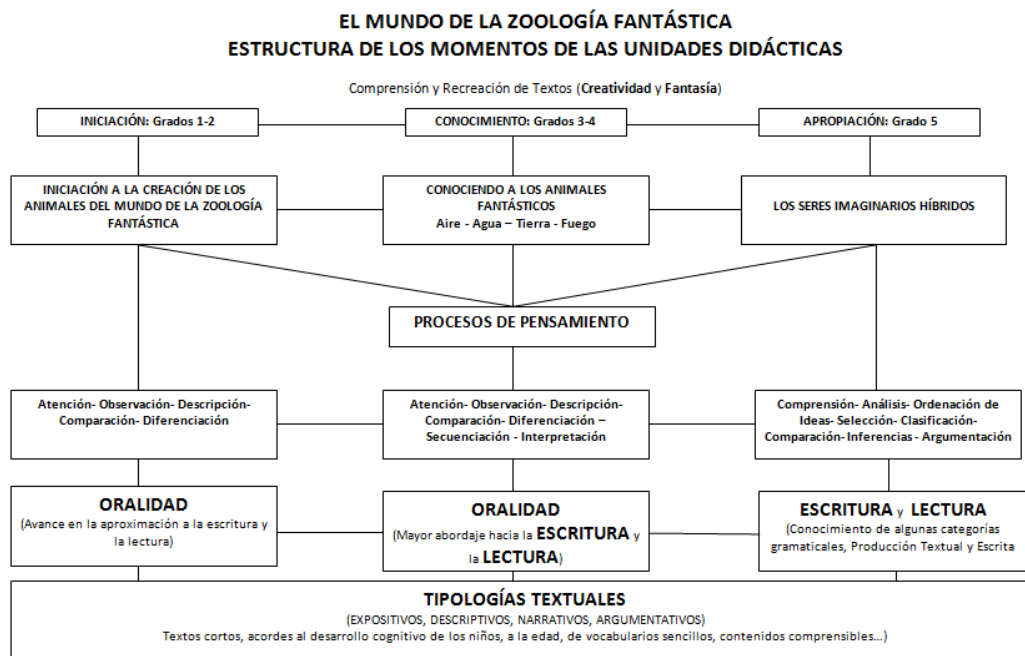 EL MUNDO DE LA ZOOLOGÍA FANTÁSTICA
ESTRUCTURA DE LOS MOMENTOS DE LAS UNIDADES DIDÁCTICAS
Comprensión y Recreación de Textos (Creatividad y Fantasía)
INICIACIÓN: Grados 1-2
CONOCIMIENTO: Grados 3-4
APROPIACIÓN: Grado 5
INICIACIÓN A LA CREACIÓN DE LOS
ANIMALES DEL MUNDO DE LA ZOOLOGÍA
FANTÁSTICA
CONOCIENDO A LOS ANIMALES
FANTÁSTICOS
Aire - Agua – Tierra - Fuego
LOS SERES IMAGINARIOS HÍBRIDOS
PROCESOS DE PENSAMIENTO
Atención- Observación- Descripción-
Comparación- Diferenciación
Atención- Observación- Descripción-
Comparación- Diferenciación –
Secuenciación - Interpretación
Comprensión- Análisis- Ordenación de
Ideas- Selección- Clasificación-
Comparación- Inferencias - Argumentación
ORALIDAD
(Avance en la aproximación a la escritura y
la lectura)
ORALIDAD
(Mayor abordaje hacia la ESCRITURA y
la LECTURA)
ESCRITURA y LECTURA
(Conocimiento de algunas categorías
gramaticales, Producción Textual y Escrita
TIPOLOGÍAS TEXTUALES
(EXPOSITIVOS, DESCRIPTIVOS, NARRATIVOS, ARGUMENTATIVOS)
Textos cortos, acordes al desarrollo cognitivo de los niños, a la edad, de vocabularios sencillos, contenidos comprensibles...)